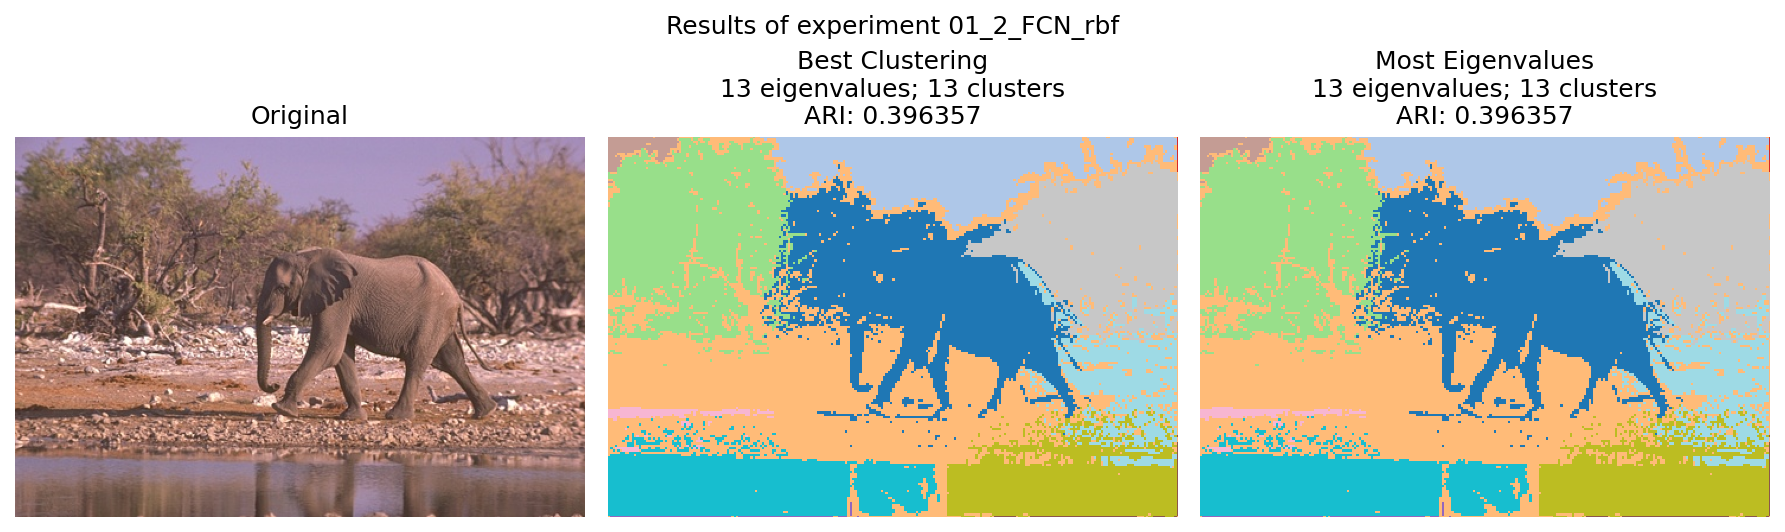 Results of experiment 01_2_FCN_rbf
Original
Best Clustering
13 eigenvalues; 13 clusters
ARI: 0.396357
Most Eigenvalues
13 eigenvalues; 13 clusters
ARI: 0.396357